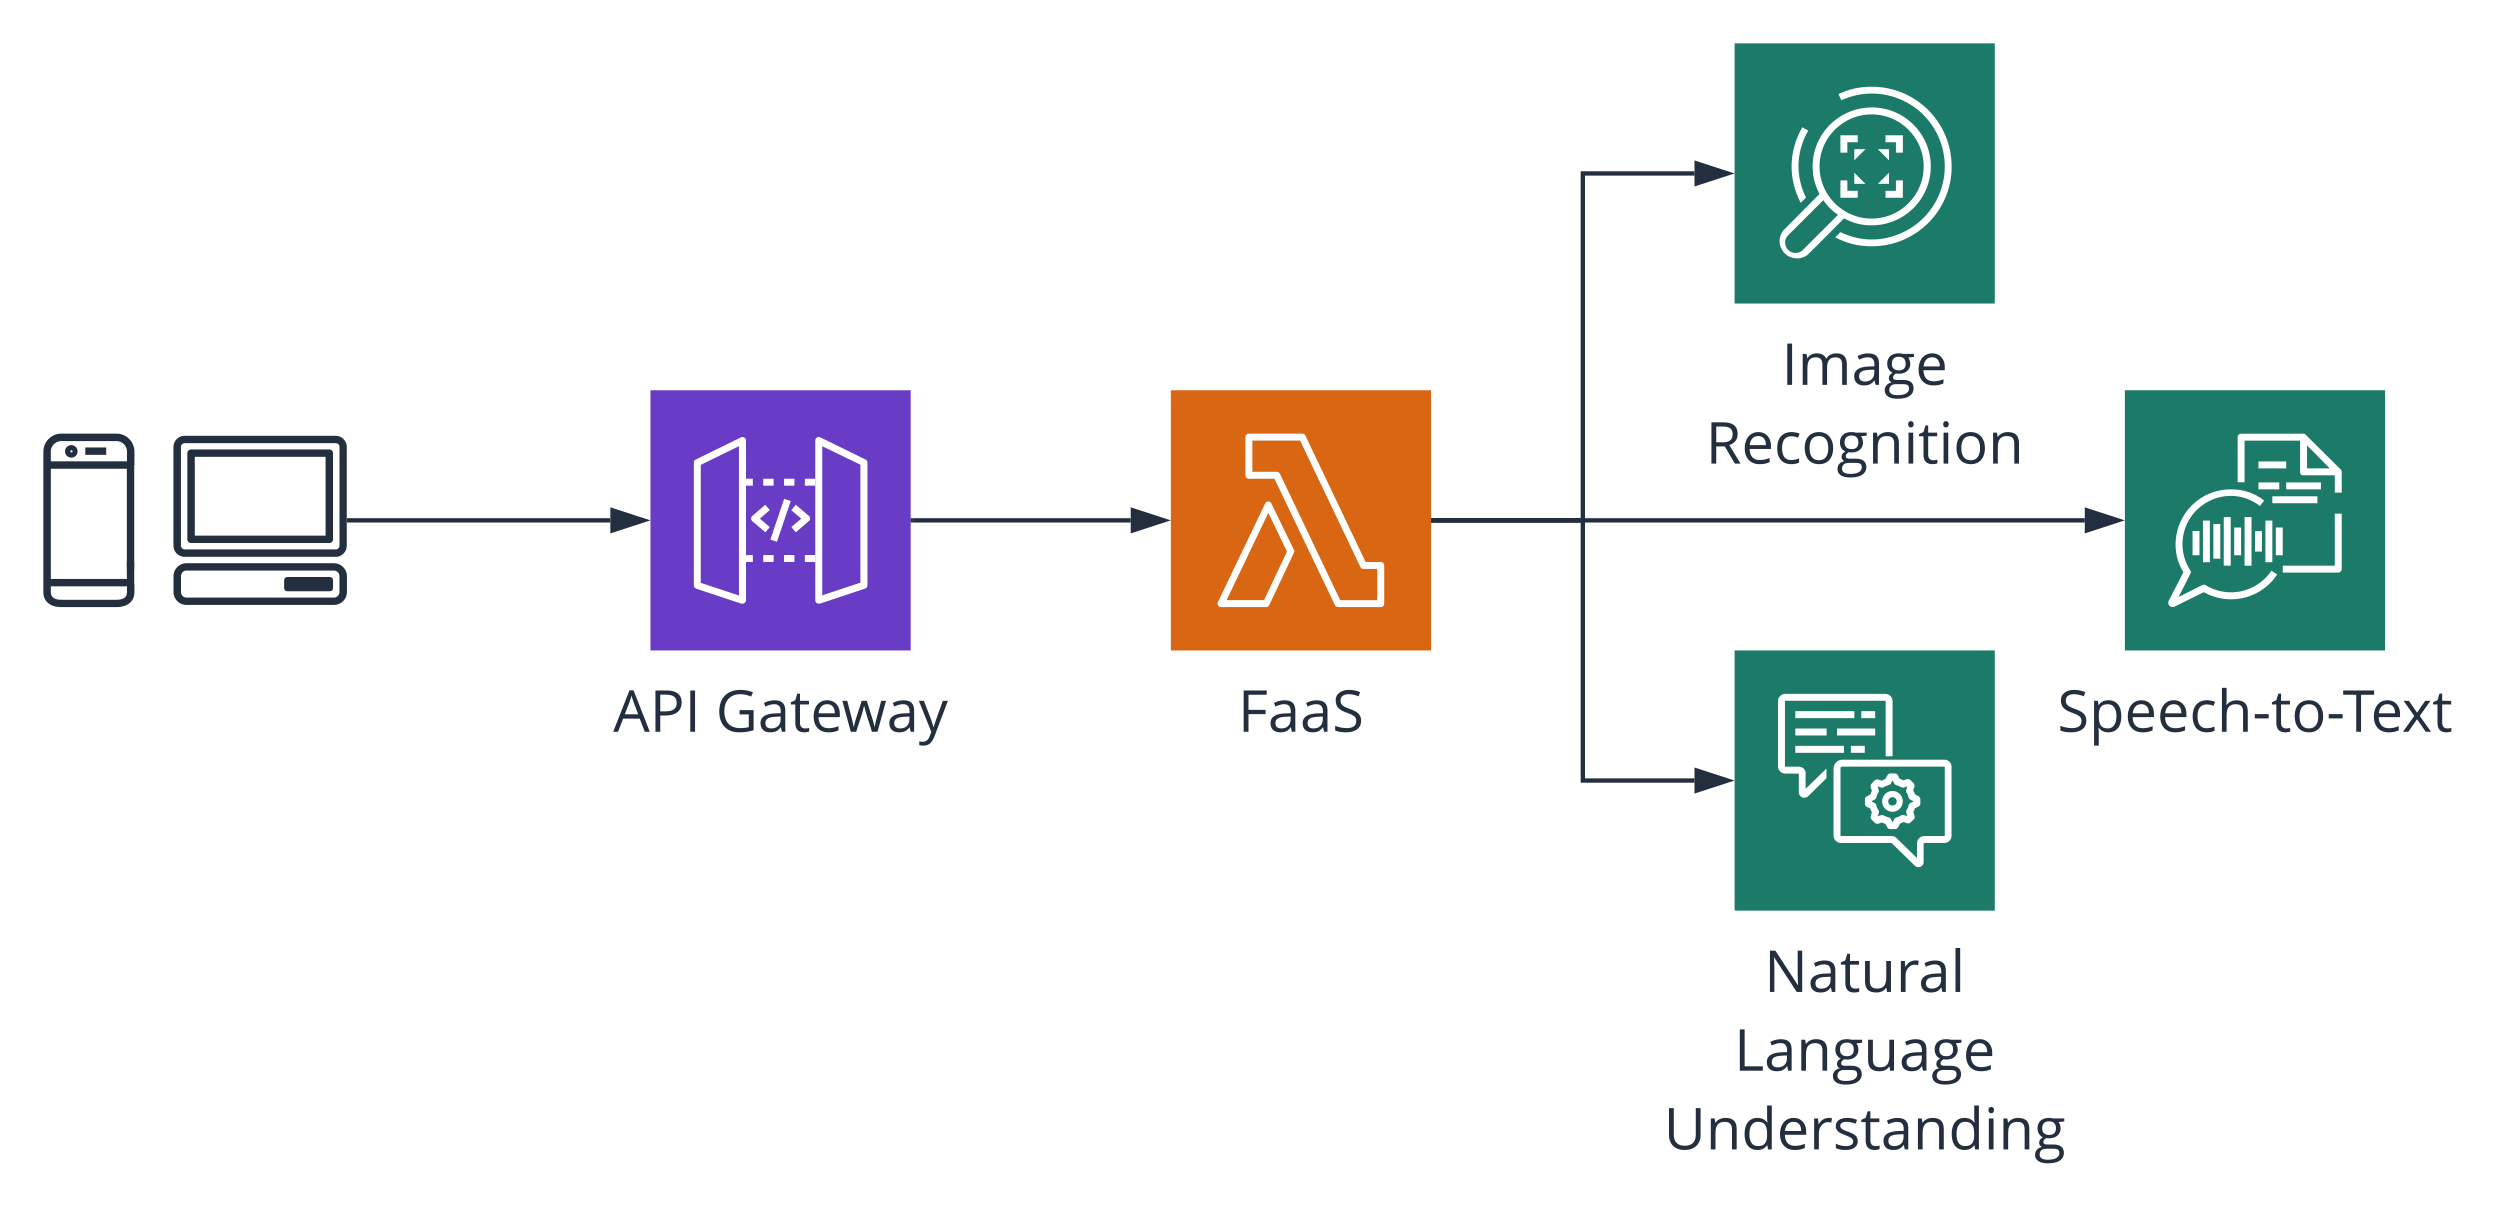 Image
Recognition
API Gateway
FaaS
Speech-to-Text
Natural
Language
Understanding